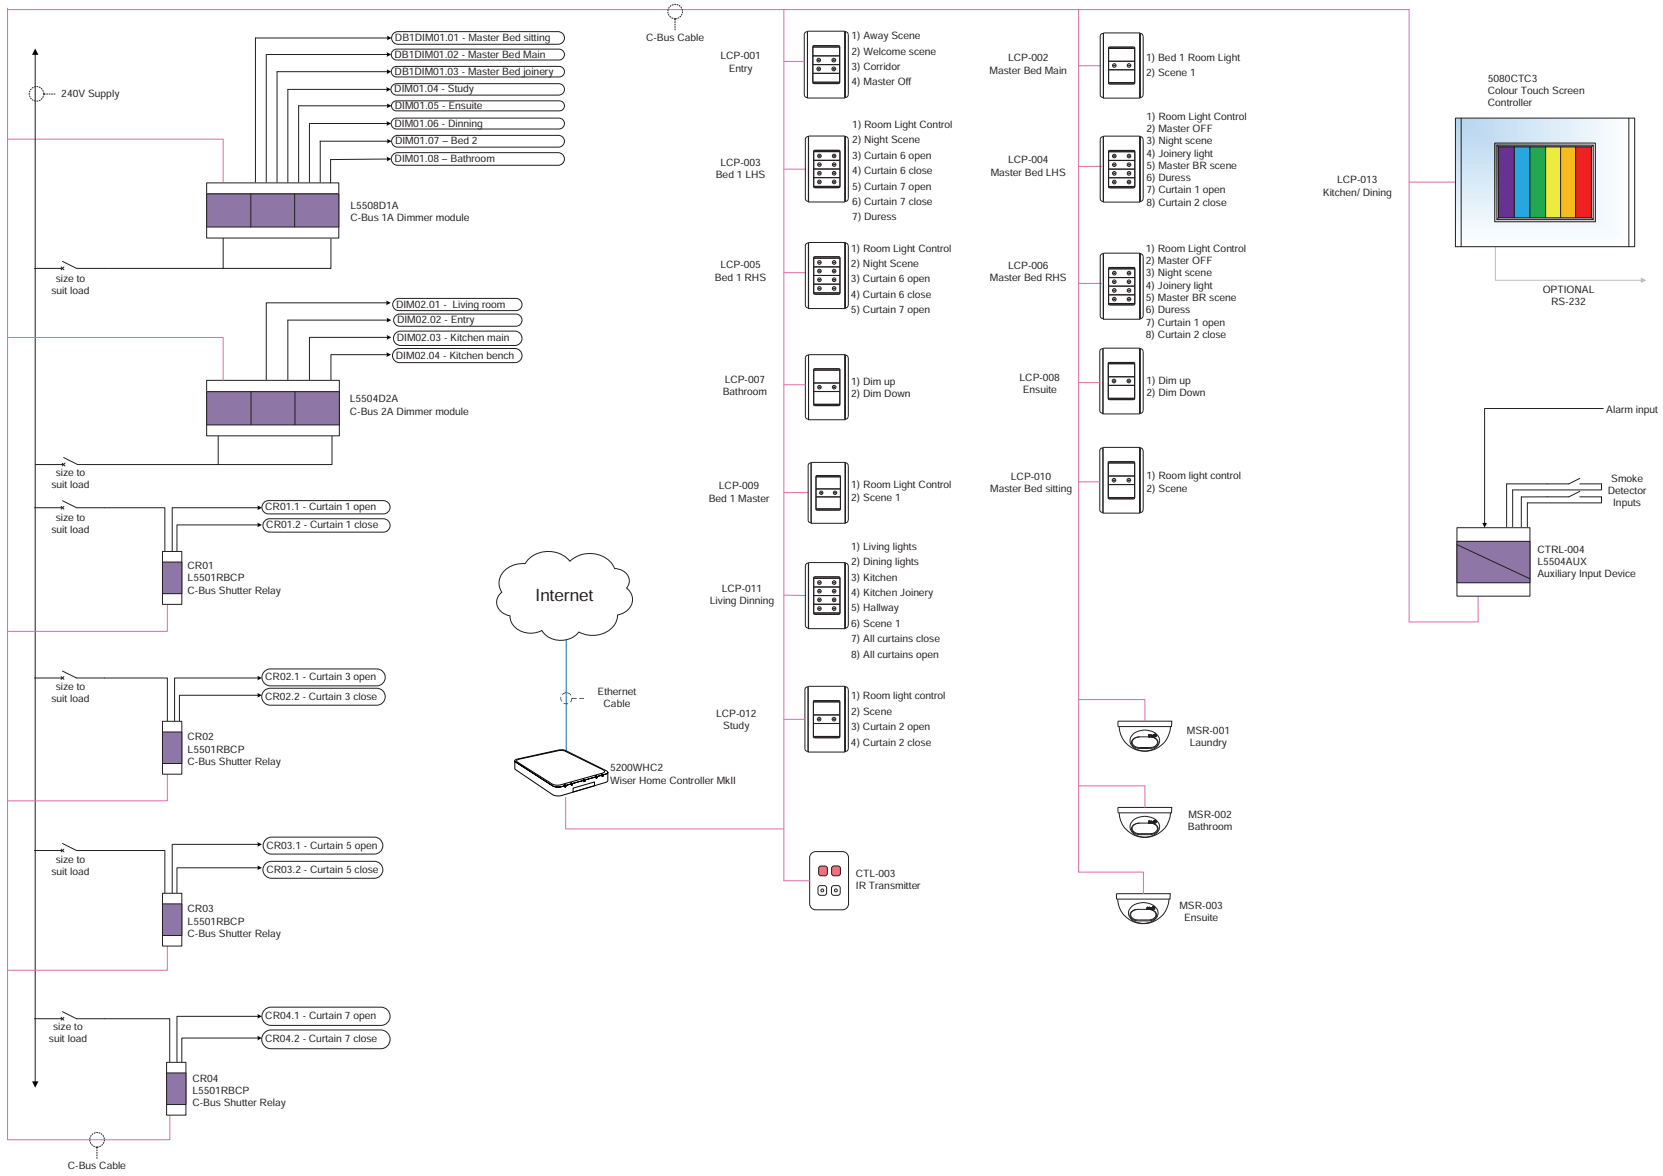 C-Bus Cable
240V Supply
DB1DIM01.01 - Master Bed sitting
DB1DIM01.02 - Master Bed Main
DB1DIM01.03 - Master Bed joinery
DIM01.04 - Study
DIM01.05 - Ensuite
DIM01.06 - Dinning
DIM01.07 – Bed 2
DIM01.08 – Bathroom
L5508D1A
C-Bus 1A Dimmer module
size to
suit load
DIM02.01 - Living room
DIM02.02 - Entry
DIM02.03 - Kitchen main
DIM02.04 - Kitchen bench
L5504D2A
C-Bus 2A Dimmer module
size to
suit load
size to
suit load
CR01.1 - Curtain 1 open
CR01.2 - Curtain 1 close
CR01
L5501RBCP
C-Bus Shutter Relay
size to
suit load
CR02.1 - Curtain 3 open
CR02.2 - Curtain 3 close
CR02
L5501RBCP
C-Bus Shutter Relay
size to
suit load
CR03.1 - Curtain 5 open
CR03.2 - Curtain 5 close
CR03
L5501RBCP
C-Bus Shutter Relay
size to
suit load
CR04.1 - Curtain 7 open
CR04.2 - Curtain 7 close
CR04
L5501RBCP
C-Bus Shutter Relay
C-Bus Cable
Internet
Ethernet
Cable
5200WHC2
Wiser Home Controller MkII
LCP-001
Entry
1) Away Scene
2) Welcome scene
3) Corridor
4) Master Off
LCP-003
Bed 1 LHS
1) Room Light Control
2) Night Scene
3) Curtain 6 open
4) Curtain 6 close
5) Curtain 7 open
6) Curtain 7 close
7) Duress
LCP-005
Bed 1 RHS
1) Room Light Control
2) Night Scene
3) Curtain 6 open
4) Curtain 6 close
5) Curtain 7 open
LCP-007
Bathroom
1) Dim up
2) Dim Down
LCP-009
Bed 1 Master
1) Room Light Control
2) Scene 1
LCP-011
Living Dinning
1) Living lights
2) Dining lights
3) Kitchen
4) Kitchen Joinery
5) Hallway
6) Scene 1
7) All curtains close
8) All curtains open
LCP-012
Study
1) Room light control
2) Scene
3) Curtain 2 open
4) Curtain 2 close
CTL-003
IR Transmitter
LCP-002
Master Bed Main
1) Bed 1 Room Light
2) Scene 1
LCP-004
Master Bed LHS
1) Room Light Control
2) Master OFF
3) Night scene
4) Joinery light
5) Master BR scene
6) Duress
7) Curtain 1 open
8) Curtain 2 close
LCP-006
Master Bed RHS
1) Room Light Control
2) Master OFF
3) Night scene
4) Joinery light
5) Master BR scene
6) Duress
7) Curtain 1 open
8) Curtain 2 close
LCP-008
Ensuite
1) Dim up
2) Dim Down
LCP-010
Master Bed sitting
1) Room light control
2) Scene
MSR-001
Laundry
MSR-002
Bathroom
MSR-003
Ensuite
LCP-013
Kitchen/ Dining
5080CTC3
Colour Touch Screen
Controller
OPTIONAL
RS-232
Alarm input
Smoke
Detector
Inputs
CTRL-004
L5504AUX
Auxiliary Input Device